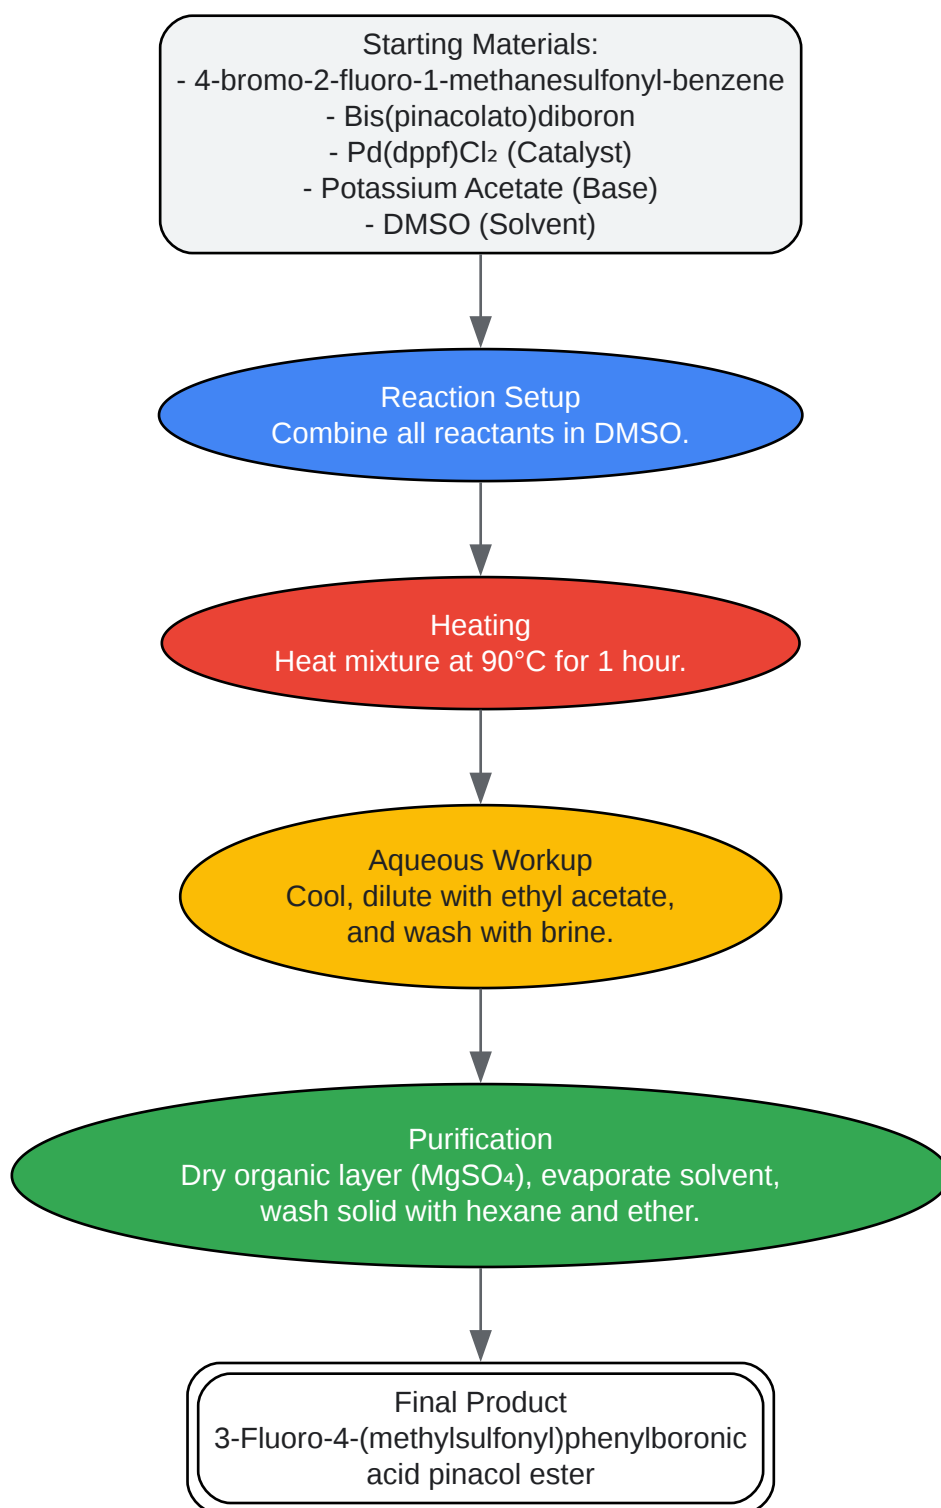 Starting Materials:
- 4-bromo-2-fluoro-1-methanesulfonyl-benzene
- Bis(pinacolato)diboron
- Pd(dppf)Cl₂ (Catalyst)
- Potassium Acetate (Base)
- DMSO (Solvent)
Reaction Setup
Combine all reactants in DMSO.
Heating
Heat mixture at 90°C for 1 hour.
Aqueous Workup
Cool, dilute with ethyl acetate,
and wash with brine.
Purification
Dry organic layer (MgSO₄), evaporate solvent,
wash solid with hexane and ether.
Final Product
3-Fluoro-4-(methylsulfonyl)phenylboronic
acid pinacol ester